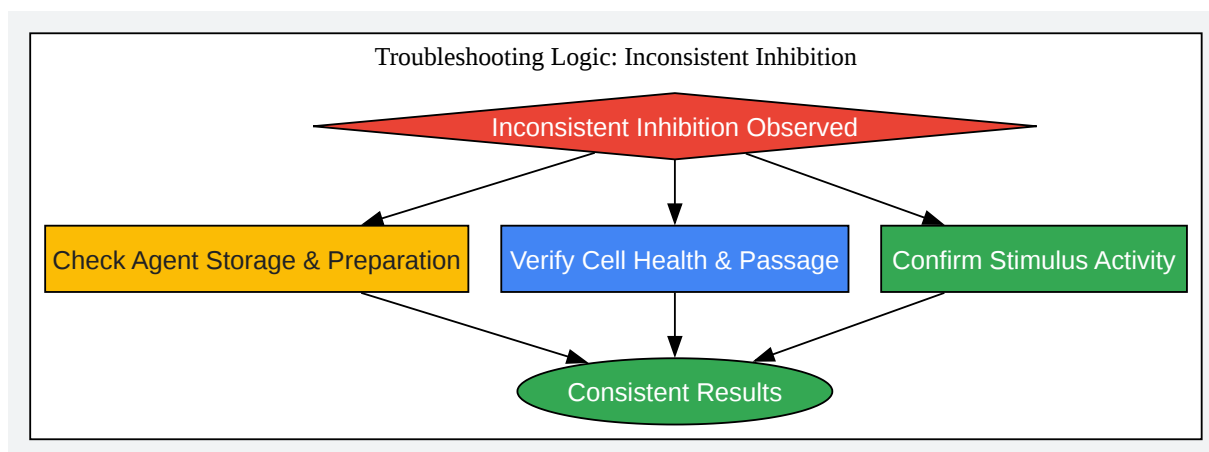 Troubleshooting Logic: Inconsistent Inhibition
Inconsistent Inhibition Observed
Check Agent Storage & Preparation
Verify Cell Health & Passage
Confirm Stimulus Activity
Consistent Results